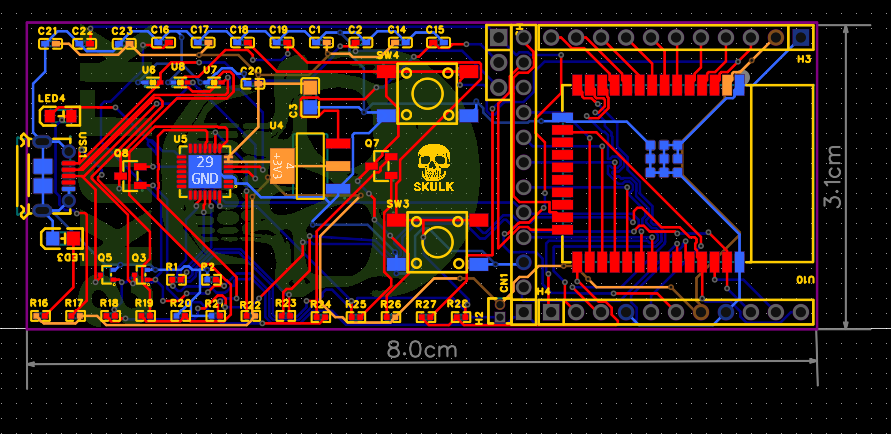 C21 C22 C23 C16 C17 C18 C19 C1 C2 C14 C15
SW4
H3
U6 U8 U7 C20
LED4
C3
U4
U5
Q7
USB1
Q8
29
GND
4
+3V3
SKULK
3.1cm
SW3
LED3
Q5 Q3 R1 R2
CN1
U10
H4
R16 R17 R18 R19 R20 R21 R22 R23 R24 R25 R26 R27 R28
H2
8.0cm